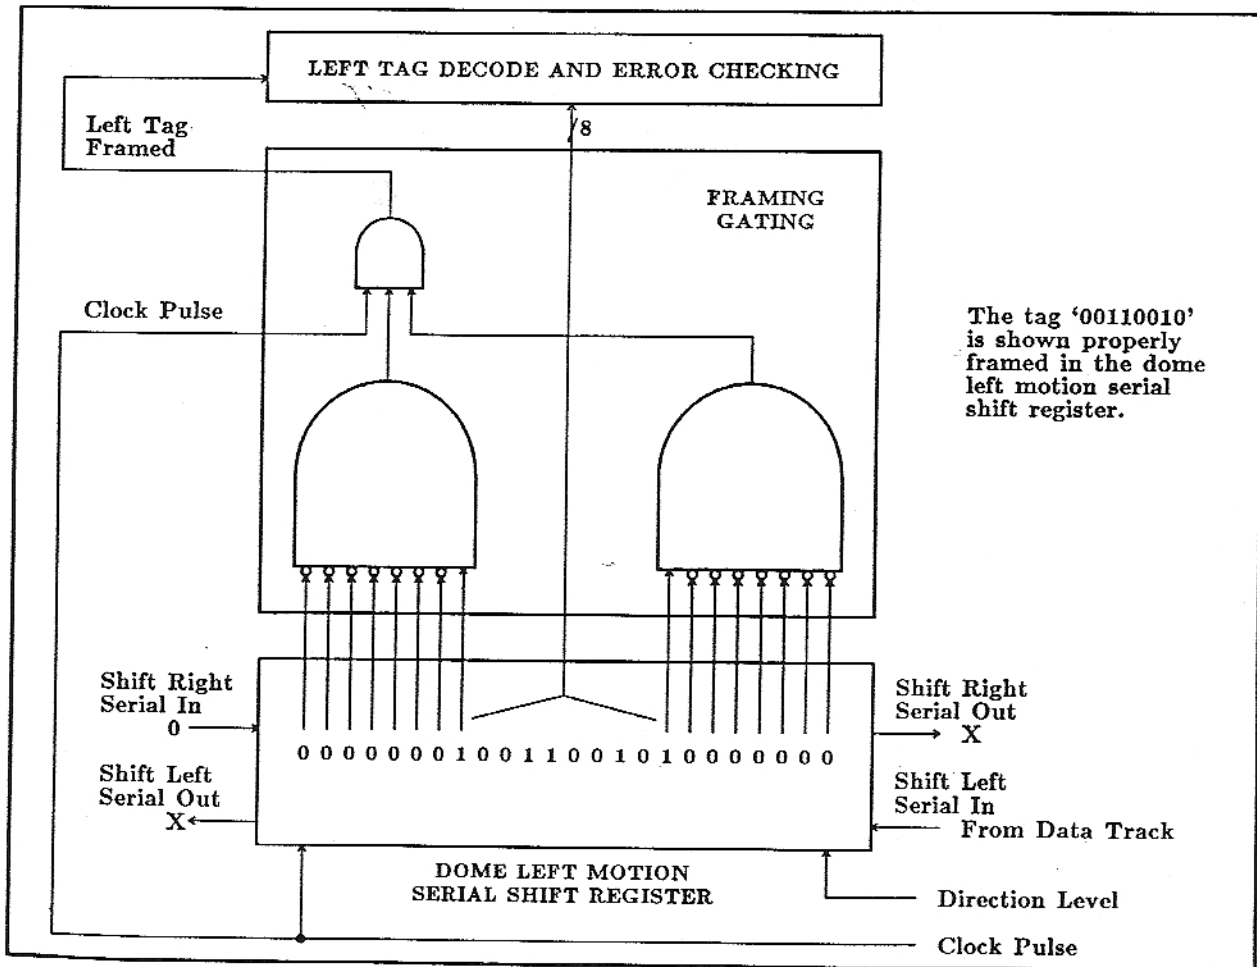 LEFT TAG DECODE AND ERROR CHECKING
Left Tag
Framed
/8
FRAMING
GATING
Clock Pulse
The tag ‘00110010’
is shown properly
framed in the dome
left motion serial
shift register.
Shift Right
Serial In
0
0 0 0 0 0 0 0 1 0 0 1 1 0 0 1 0 1 0 0 0 0 0 0 0
Shift Right
Serial Out
X
Shift Left
Serial Out
X
Shift Left
Serial In
From Data Track
DOME LEFT MOTION
SERIAL SHIFT REGISTER
Direction Level
Clock Pulse